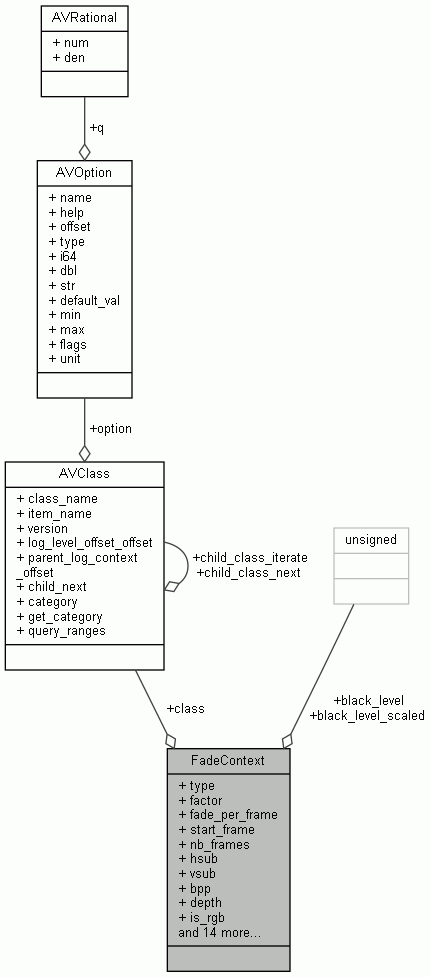 AVRational
+ num
+ den
+q
AVOption
+ name
+ help
+ offset
+ type
+ i64
+ dbl
+ str
+ default_val
+ min
+ max
+ flags
+ unit
+option
AVClass
+ class_name
+ item_name
+ version
+ log_level_offset_offset
+ parent_log_context
_offset
+ child_next
+ category
+ get_category
+ query_ranges
+child_class_iterate
+child_class_next
unsigned
+class
+black_level
+black_level_scaled
FadeContext
+ type
+ factor
+ fade_per_frame
+ start_frame
+ nb_frames
+ hsub
+ vsub
+ bpp
+ depth
+ is_rgb
and 14 more...